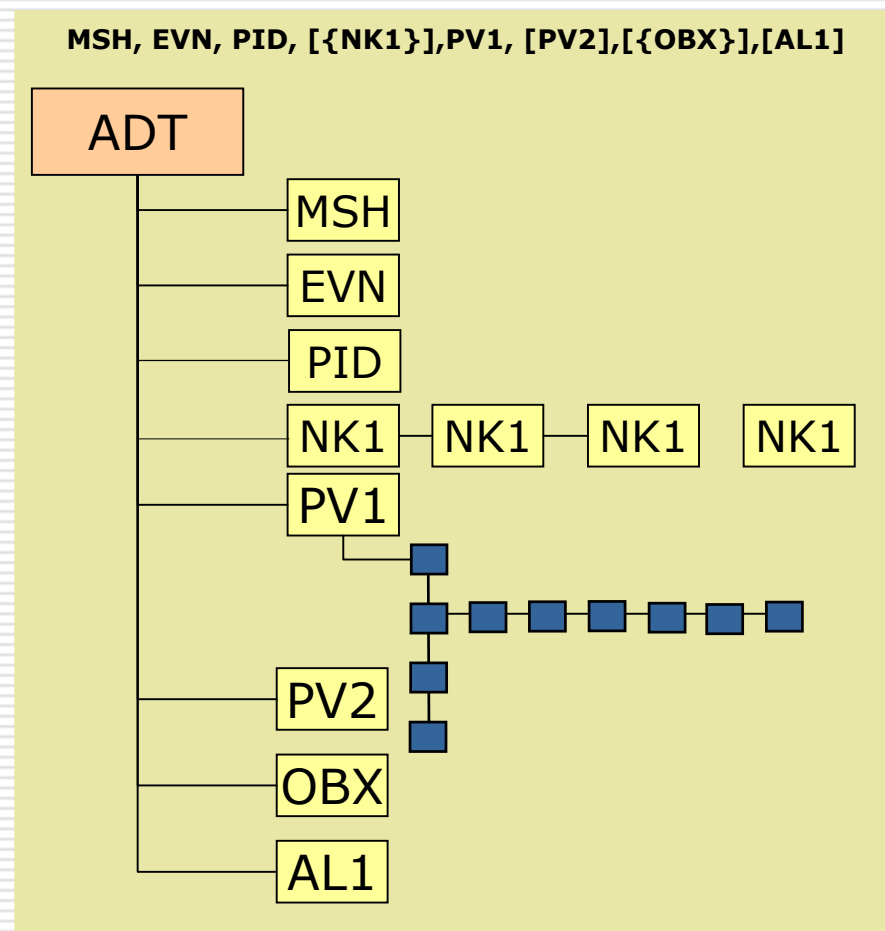 MSH, EVN, PID, [{NK1}],PV1, [PV2],[{OBX}],[AL1]
ADT
MSH
EVN
PID
NK1 NK1 NK1 NK1
PV1
PV2
OBX
AL1